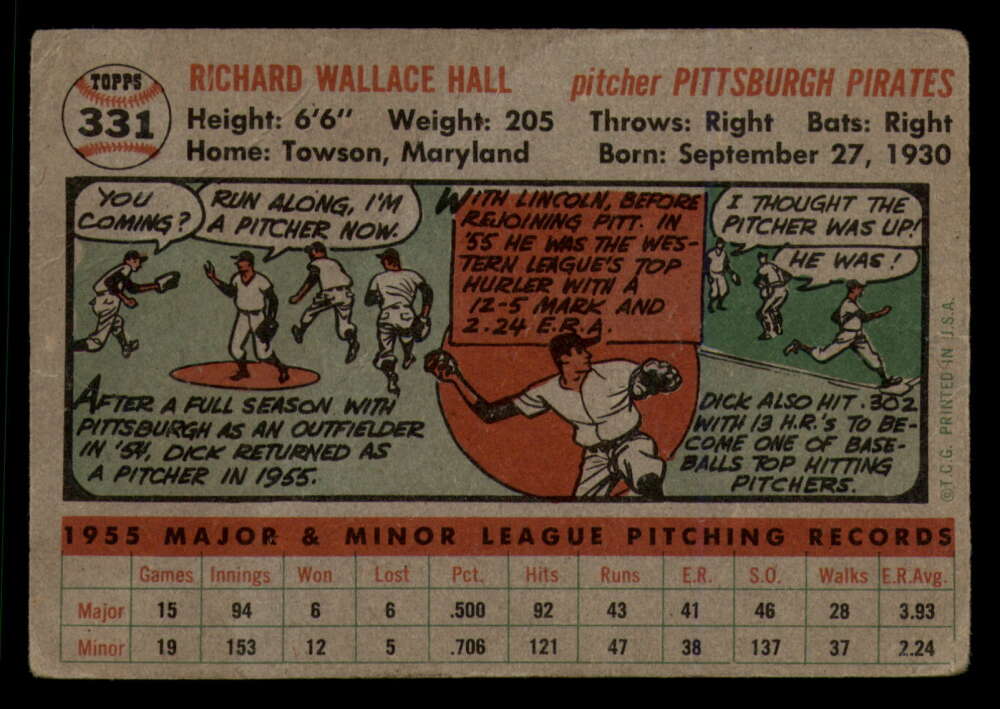 TOPPS
331
RICHARD WALLACE HALL pitcher PITTSBURGH PIRATES
Height: 6'6" Weight: 205 Throws: Right Bats: Right
Home: Towson, Maryland Born: September 27, 1930
YOU
COMING?
RUN ALONG, I'M
A PITCHER NOW.
AFTER A FULL SEASON WITH
PITTSBURGH AS AN OUTFIELDER
IN '54, DICK RETURNED AS
A PITCHER IN 1955.
WITH LINCOLN, BEFORE
REJOINING PITT. IN
'55 HE WAS THE WES-
TERN LEAGUE'S TOP
HURLER WITH A
12-5 MARK AND
2.24 E.R.A.
I THOUGHT THE
PITCHER WAS UP!
HE WAS!
DICK ALSO HIT .302
WITH 13 H.R.'S TO BE-
COME ONE OF BASE-
BALLS TOP HITTING
PITCHERS.
©T.C.G. PRINTED IN U.S.A.
1955 MAJOR & MINOR LEAGUE PITCHING RECORDS
Games Innings Won Lost Pct. Hits Runs E.R. S.O. Walks E.R.Avg.
Major 15 94 6 6 .500 92 43 41 46 28 3.93
Minor 19 153 12 5 .706 121 47 38 137 37 2.24